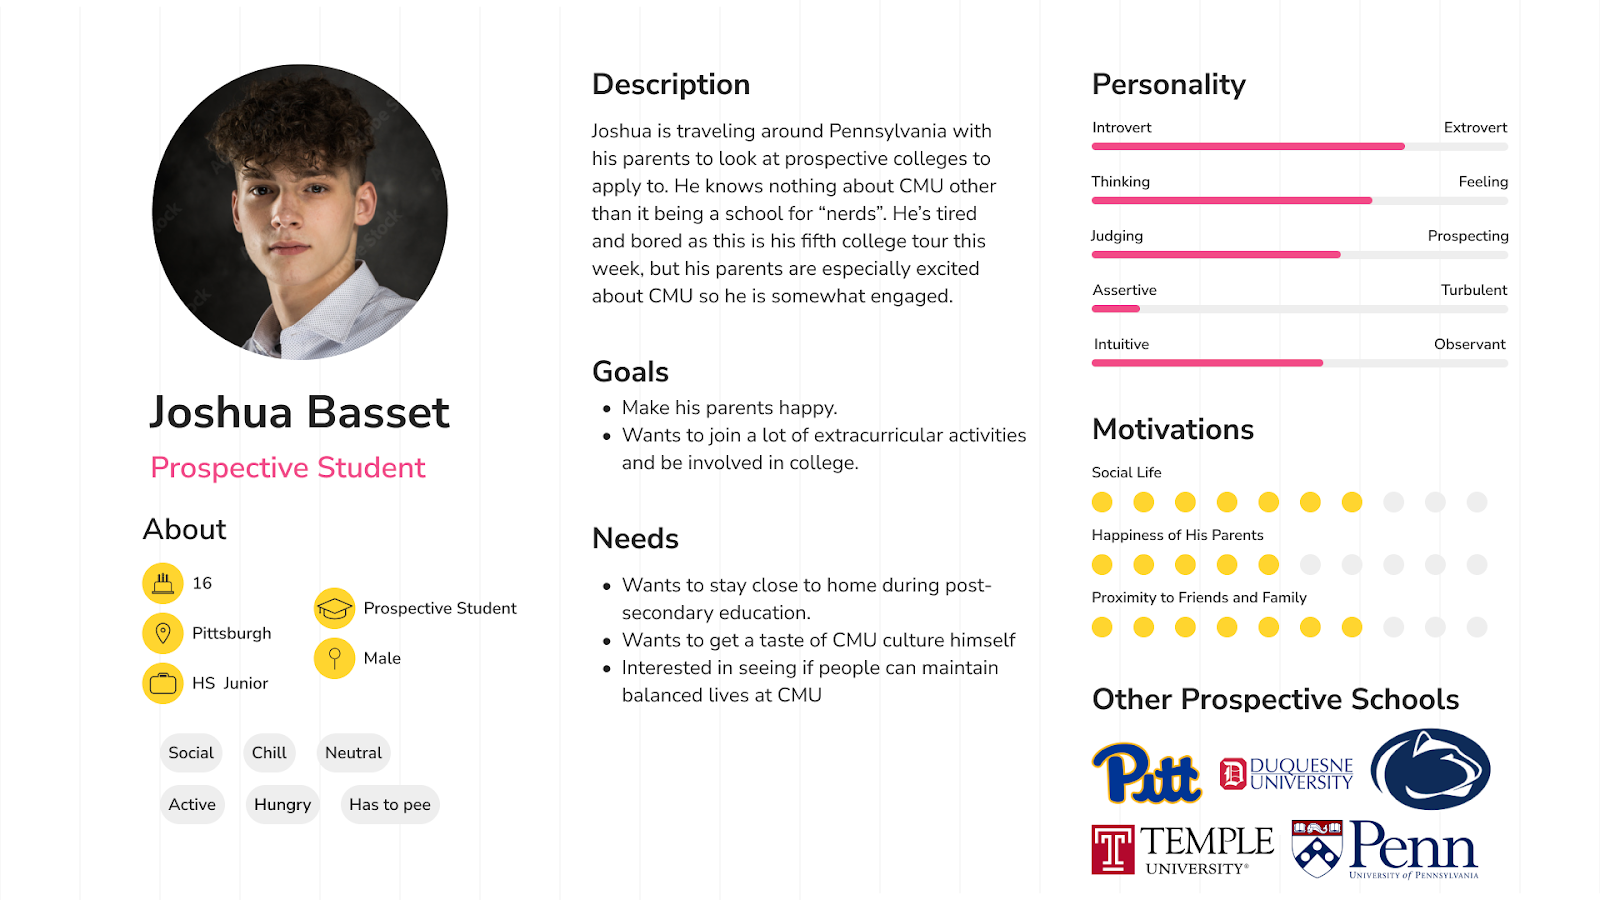 Joshua Basset
Prospective Student
About
16
Pittsburgh
HS Junior
Prospective Student
Male
Social
Chill
Neutral
Active
Hungry
Has to pee
Description
Joshua is traveling around Pennsylvania with
his parents to look at prospective colleges to
apply to. He knows nothing about CMU other
than it being a school for “nerds”. He’s tired
and bored as this is his fifth college tour this
week, but his parents are especially excited
about CMU so he is somewhat engaged.
Goals
• Make his parents happy.
• Wants to join a lot of extracurricular activities
and be involved in college.
Needs
• Wants to stay close to home during post-
secondary education.
• Wants to get a taste of CMU culture himself
• Interested in seeing if people can maintain
balanced lives at CMU
Personality
Introvert Extrovert
Thinking Feeling
Judging Prospecting
Assertive Turbulent
Intuitive Observant
Motivations
Social Life
Happiness of His Parents
Proximity to Friends and Family
Other Prospective Schools
Pitt
D
DUQUESNE
UNIVERSITY
T
TEMPLE
UNIVERSITY®
Penn
UNIVERSITY of PENNSYLVANIA